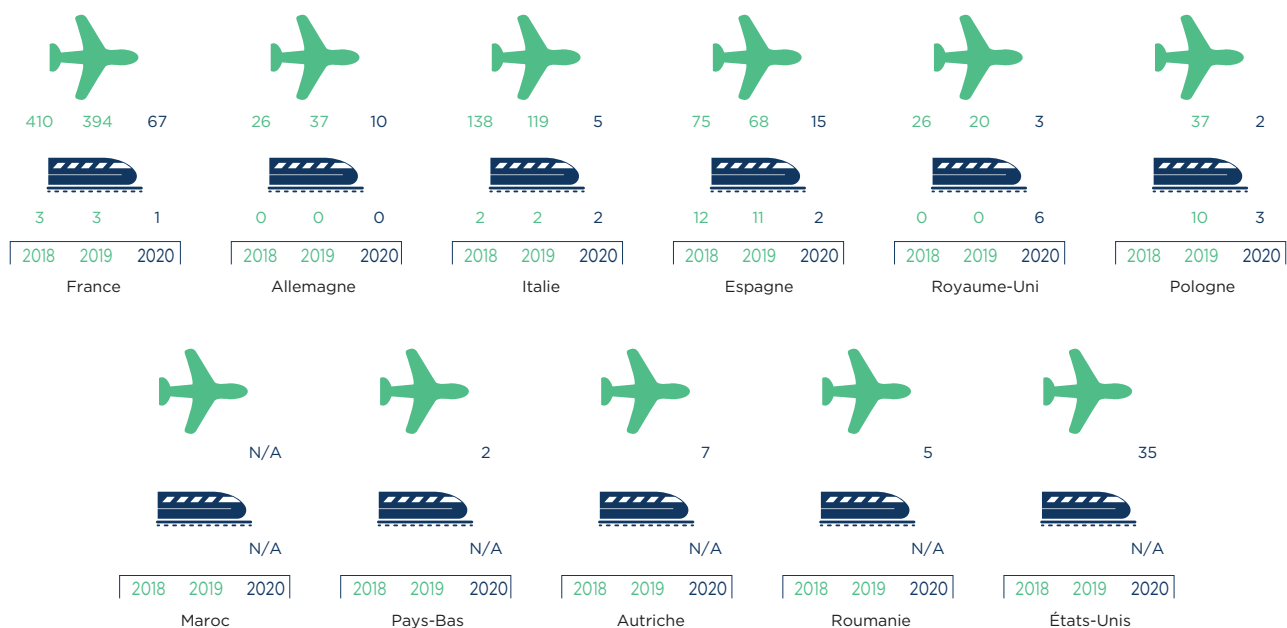 410 394 67 26 37 10 138 119 5 75 68 15 26 20 3 37 2
3 3 1 0 0 0 2 2 2 12 11 2 0 0 6 10 3
2018 2019 2020 2018 2019 2020 2018 2019 2020 2018 2019 2020 2018 2019 2020 2018 2019 2020
France Allemagne Italie Espagne Royaume-Uni Pologne
N/A 2 7 5 35
N/A N/A N/A N/A N/A
2018 2019 2020 2018 2019 2020 2018 2019 2020 2018 2019 2020 2018 2019 2020
Maroc Pays-Bas Autriche Roumanie États-Unis